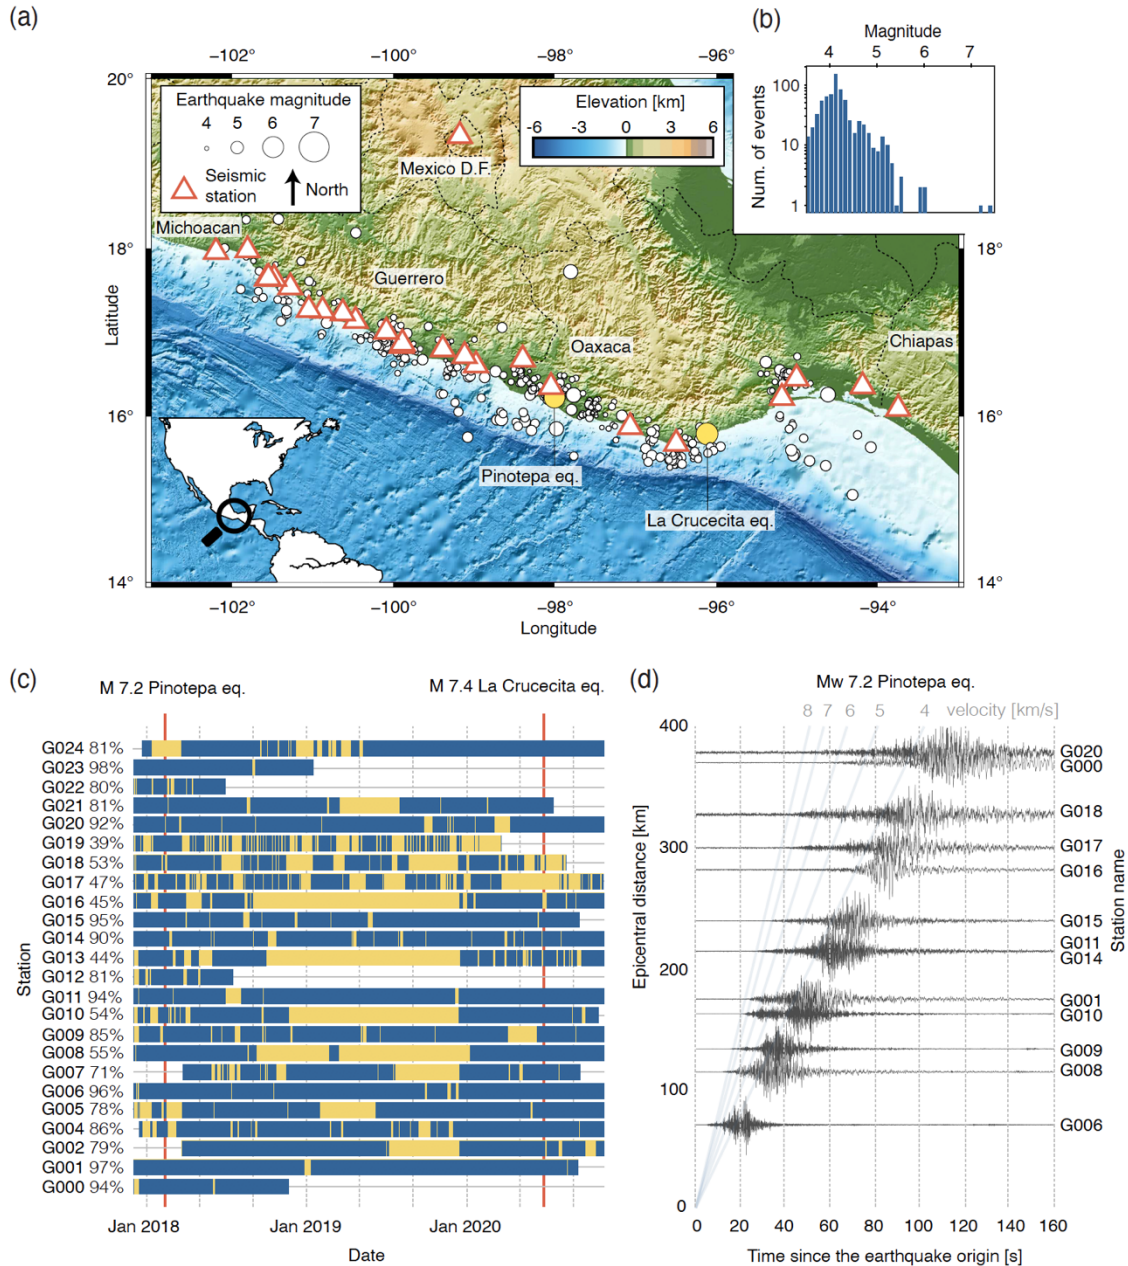 (a)
−102°
−100°
−98°
−96°
20°
18°
16°
14°
Latitude
Earthquake magnitude
4 5 6 7
Seismic station
North
Elevation [km]
-6 -3 0 3 6
Mexico D.F.
Michoacan
Guerrero
Oaxaca
Chiapas
18°
16°
14°
Pinotepa eq.
La Crucecita eq.
−102°
−100°
−98°
−96°
Longitude
(b)
Magnitude
4 5 6 7
Num. of events
100
10
1
(c)
M 7.2 Pinotepa eq.
M 7.4 La Crucecita eq.
Station
G024 81%
G023 98%
G022 80%
G021 81%
G020 92%
G019 39%
G018 53%
G017 47%
G016 45%
G015 95%
G014 90%
G013 44%
G012 81%
G011 94%
G010 54%
G009 85%
G008 55%
G007 71%
G006 96%
G005 78%
G004 86%
G002 79%
G001 97%
G000 94%
Jan 2018
Jan 2019
Jan 2020
Date
(d)
Mw 7.2 Pinotepa eq.
8 7 6 5 4 velocity [km/s]
Epicentral distance [km]
400
300
200
100
0
G020
G000
G018
G017
G016
G015
G011
G014
G001
G010
G009
G008
G006
Station name
0 20 40 60 80 100 120 140 160
Time since the earthquake origin [s]